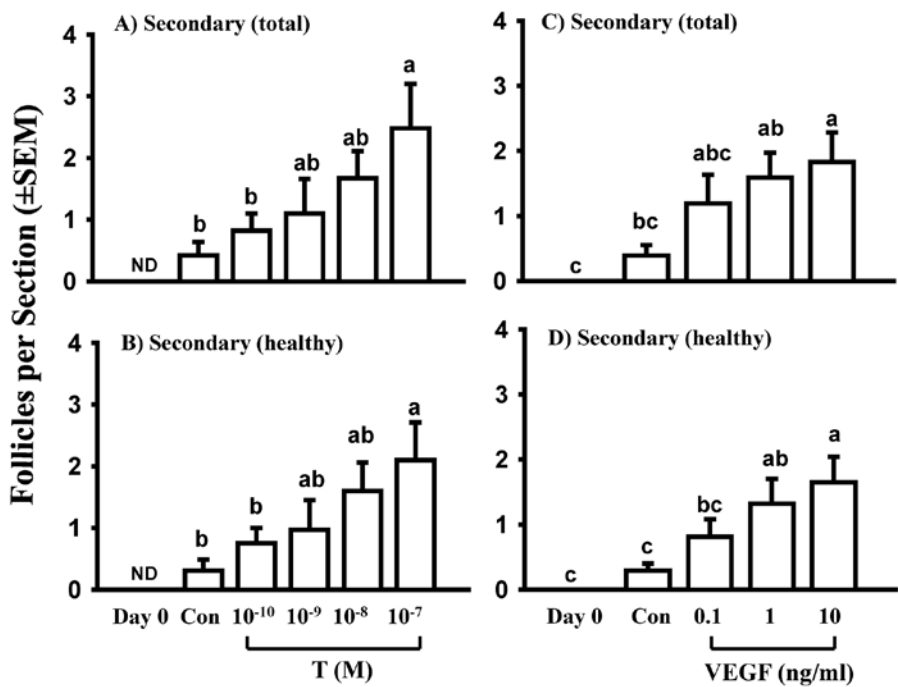 Follicles per Section (±SEM)
A) Secondary (total)
4
3
2
1
0
ND
b
b
ab
ab
a
B) Secondary (healthy)
4
3
2
1
0
ND
b
b
ab
ab
a
Day 0 Con 10⁻¹⁰ 10⁻⁹ 10⁻⁸ 10⁻⁷
T (M)
C) Secondary (total)
4
3
2
1
0
c
bc
abc
ab
a
D) Secondary (healthy)
4
3
2
1
0
c
c
bc
ab
a
Day 0 Con 0.1 1 10
VEGF (ng/ml)